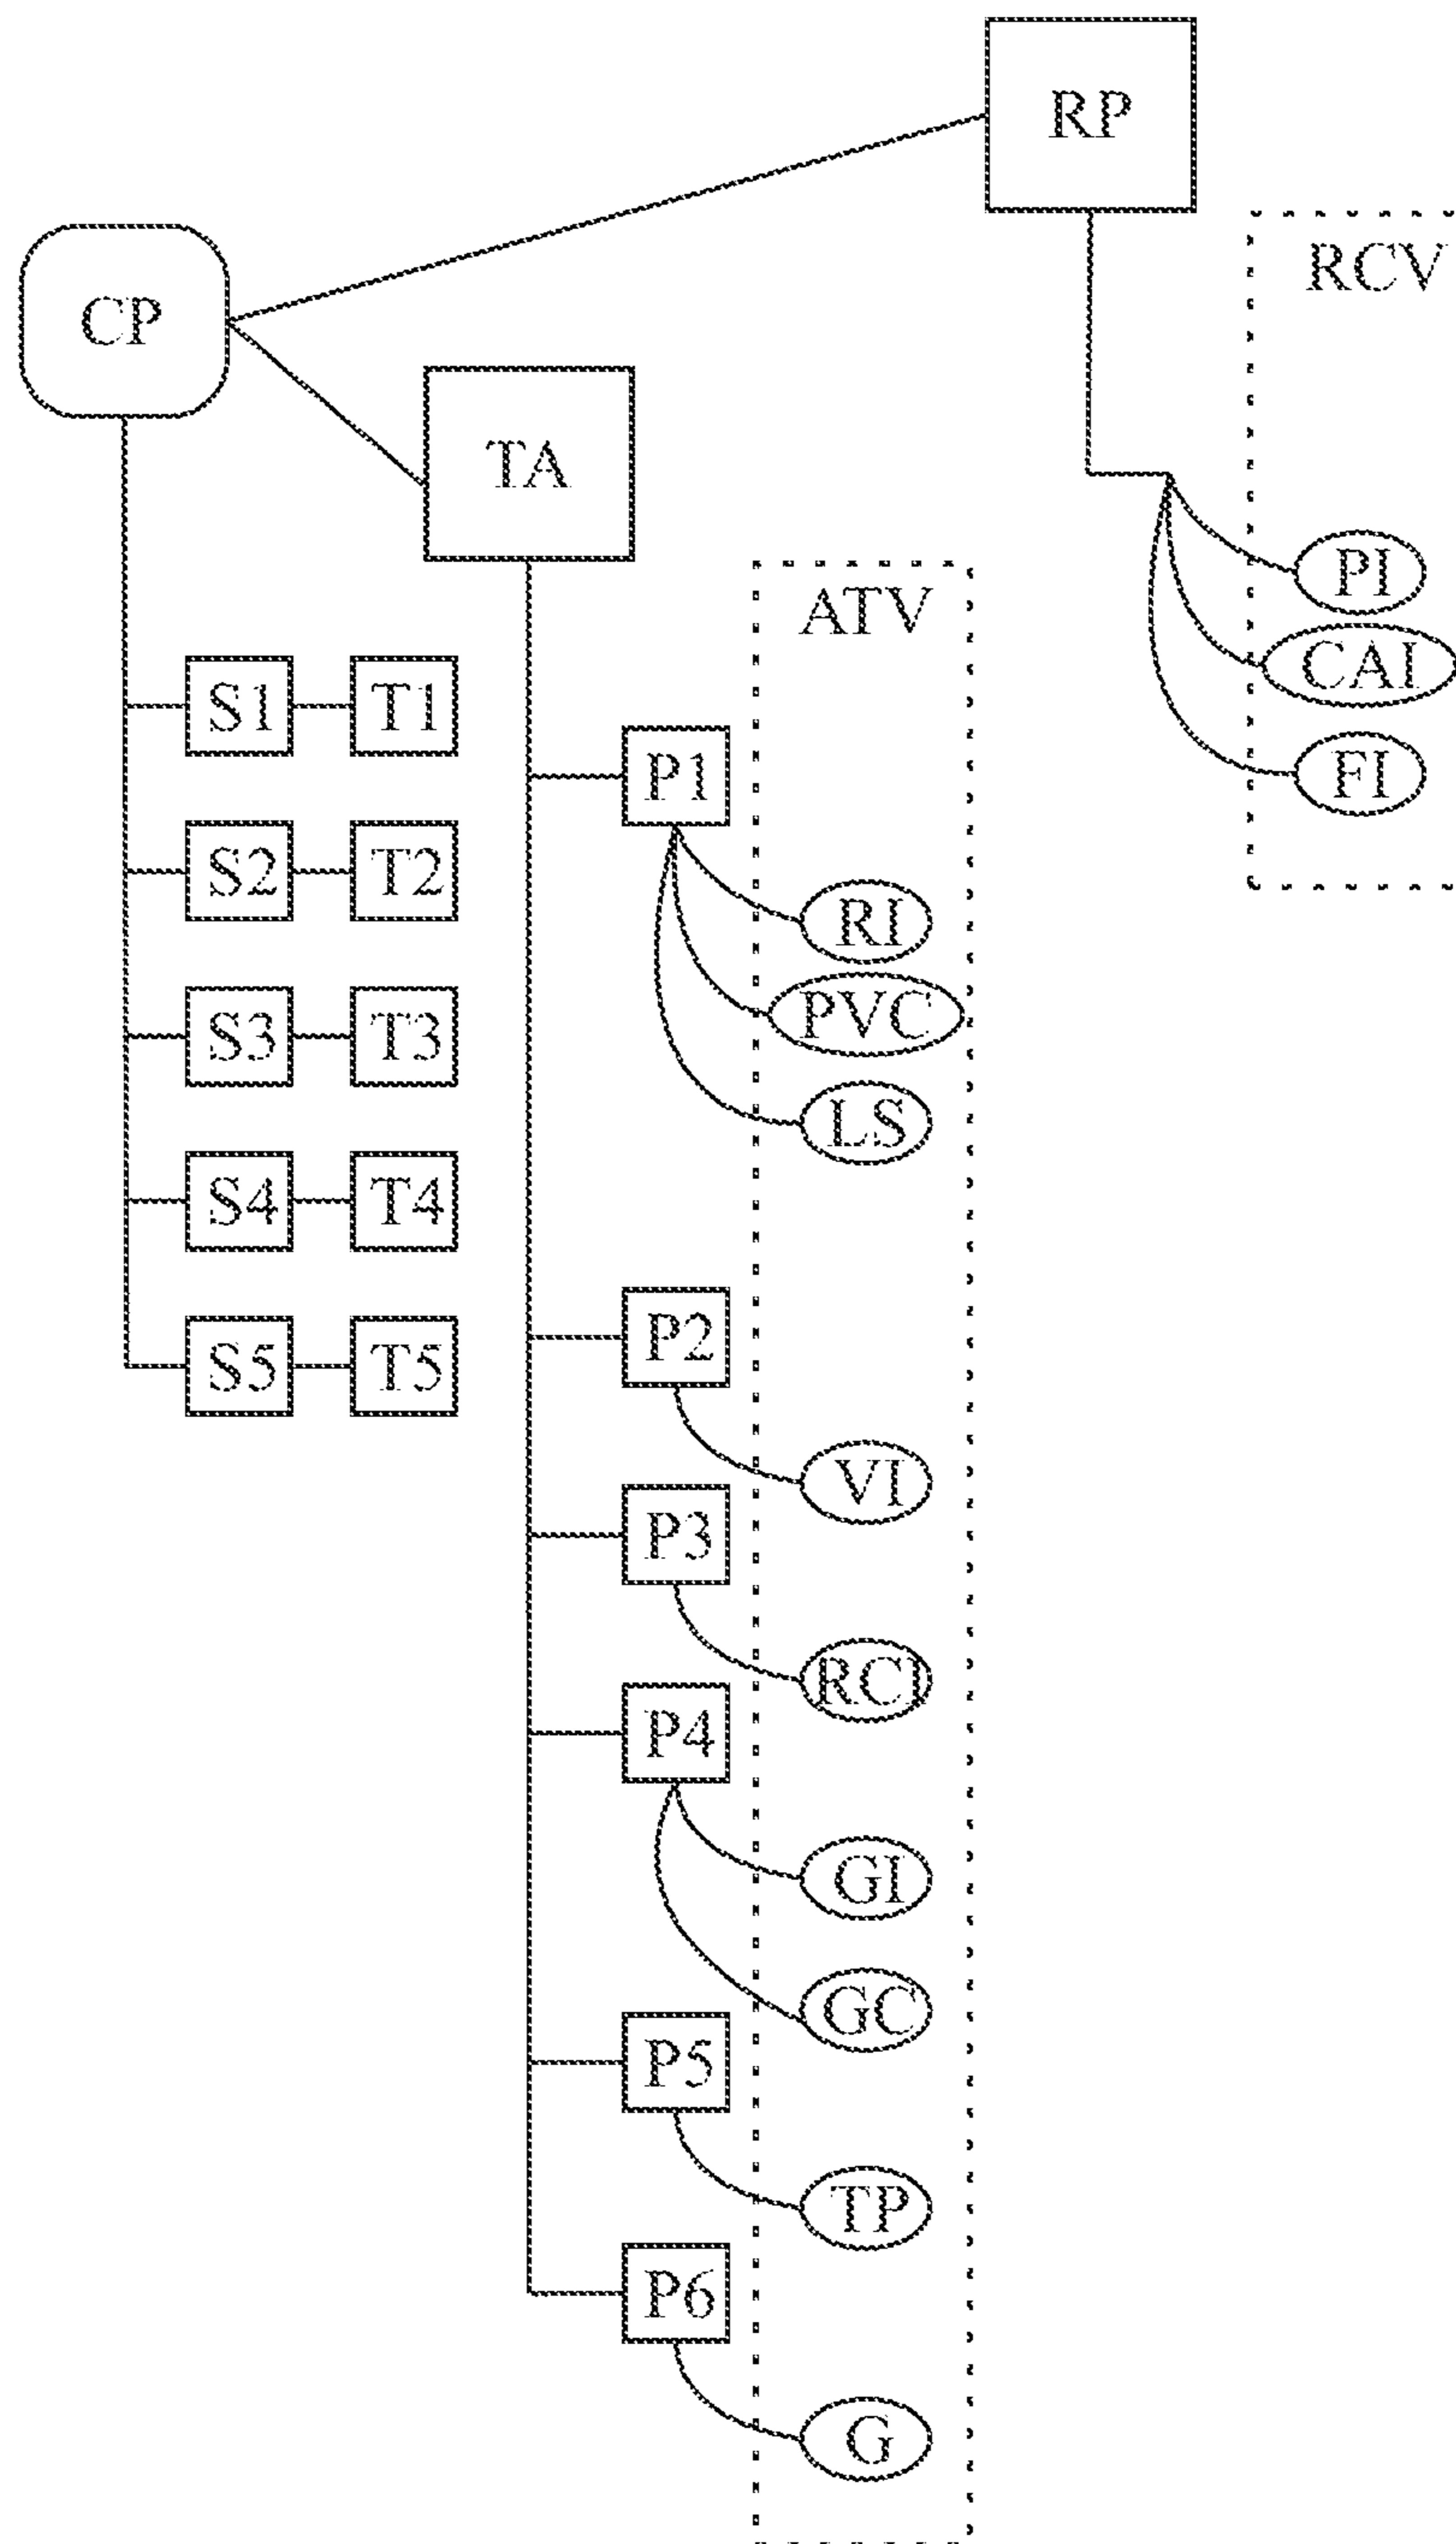 RP
RCV
CP
TA
PI
ATV
CAI
S1 T1
P1
FI
S2 T2
RI
PVC
S3 T3
LS
S4 T4
P2
S5 T5
VI
P3
RCI
P4
GI
GC
P5
TP
P6
G